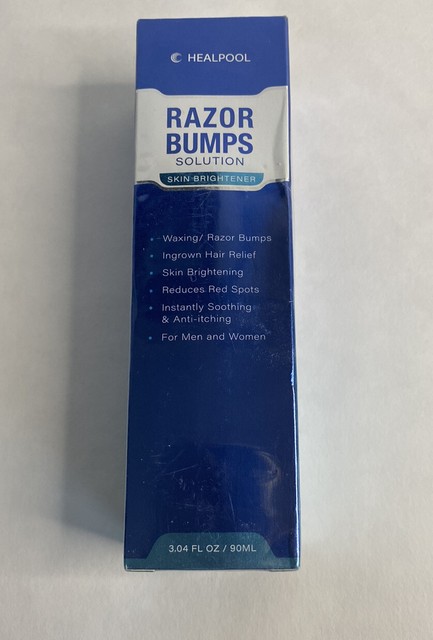 HEALPOOL
RAZOR
BUMPS
SOLUTION
SKIN BRIGHTENER
• Waxing/ Razor Bumps
• Ingrown Hair Relief
• Skin Brightening
• Reduces Red Spots
• Instantly Soothing
& Anti-itching
• For Men and Women
3.04 FL OZ / 90ML